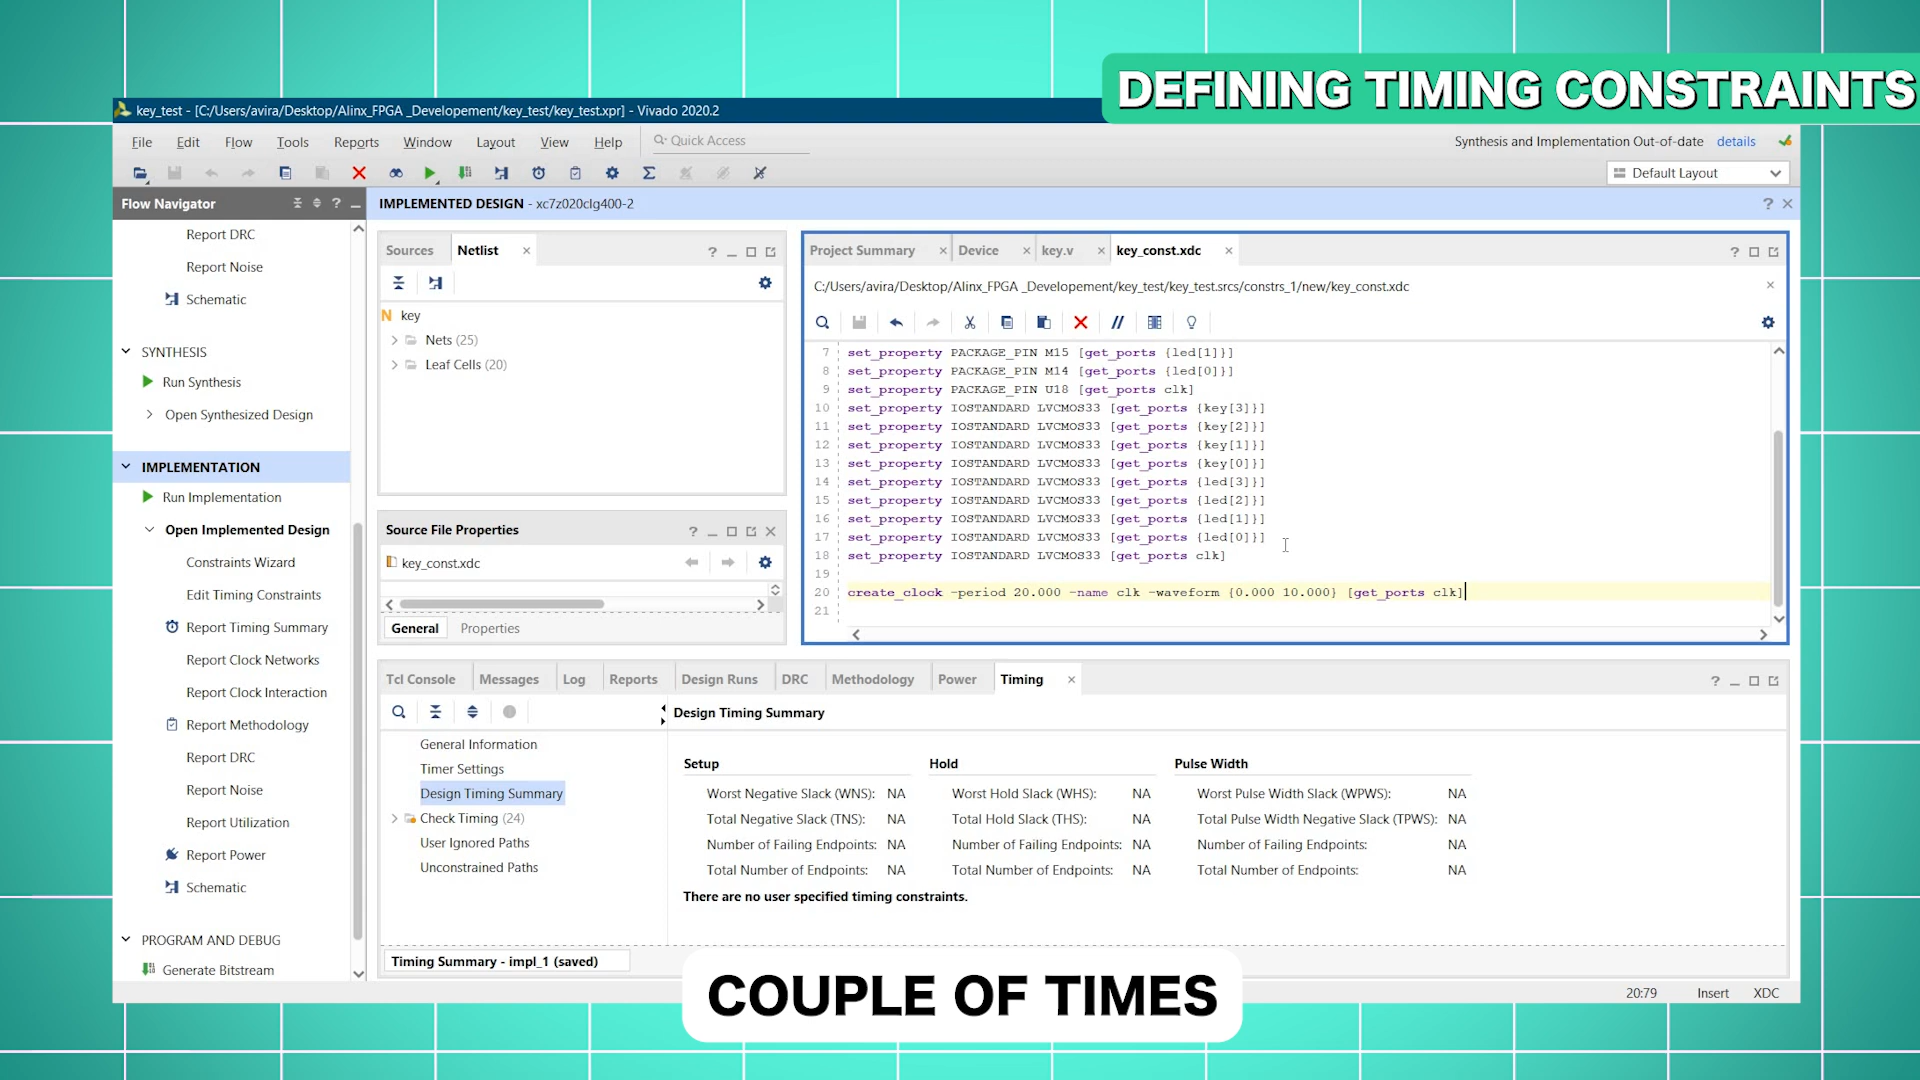 DEFINING TIMING CONSTRAINTS
key_test - [C:/Users/avira/Desktop/Alinx_FPGA _Developement/key_test/key_test.xpr] - Vivado 2020.2
File Edit Flow Tools Reports Window Layout View Help Quick Access
Synthesis and Implementation Out-of-date details
Default Layout
Flow Navigator
IMPLEMENTED DESIGN - xc7z020clg400-2
Report DRC
Report Noise
Schematic
SYNTHESIS
Run Synthesis
Open Synthesized Design
IMPLEMENTATION
Run Implementation
Open Implemented Design
Constraints Wizard
Edit Timing Constraints
Report Timing Summary
Report Clock Networks
Report Clock Interaction
Report Methodology
Report DRC
Report Noise
Report Utilization
Report Power
Schematic
PROGRAM AND DEBUG
Generate Bitstream
Sources Netlist
N key
Nets (25)
Leaf Cells (20)
Source File Properties
key_const.xdc
General Properties
Project Summary Device key.v key_const.xdc
C:/Users/avira/Desktop/Alinx_FPGA _Developement/key_test/key_test.srcs/constrs_1/new/key_const.xdc
7 set_property PACKAGE_PIN M15 [get_ports {led[1]}]
8 set_property PACKAGE_PIN M14 [get_ports {led[0]}]
9 set_property PACKAGE_PIN U18 [get_ports clk]
10 set_property IOSTANDARD LVCMOS33 [get_ports {key[3]}]
11 set_property IOSTANDARD LVCMOS33 [get_ports {key[2]}]
12 set_property IOSTANDARD LVCMOS33 [get_ports {key[1]}]
13 set_property IOSTANDARD LVCMOS33 [get_ports {key[0]}]
14 set_property IOSTANDARD LVCMOS33 [get_ports {led[3]}]
15 set_property IOSTANDARD LVCMOS33 [get_ports {led[2]}]
16 set_property IOSTANDARD LVCMOS33 [get_ports {led[1]}]
17 set_property IOSTANDARD LVCMOS33 [get_ports {led[0]}]
18 set_property IOSTANDARD LVCMOS33 [get_ports clk]
19
20 create_clock -period 20.000 -name clk -waveform {0.000 10.000} [get_ports clk]
21
Tcl Console Messages Log Reports Design Runs DRC Methodology Power Timing
Design Timing Summary
General Information
Timer Settings
Design Timing Summary
Check Timing (24)
User Ignored Paths
Unconstrained Paths
Setup Hold Pulse Width
Worst Negative Slack (WNS): NA Worst Hold Slack (WHS): NA Worst Pulse Width Slack (WPWS): NA
Total Negative Slack (TNS): NA Total Hold Slack (THS): NA Total Pulse Width Negative Slack (TPWS): NA
Number of Failing Endpoints: NA Number of Failing Endpoints: NA Number of Failing Endpoints: NA
Total Number of Endpoints: NA Total Number of Endpoints: NA Total Number of Endpoints: NA
There are no user specified timing constraints.
Timing Summary - impl_1 (saved)
20:79 Insert XDC
COUPLE OF TIMES